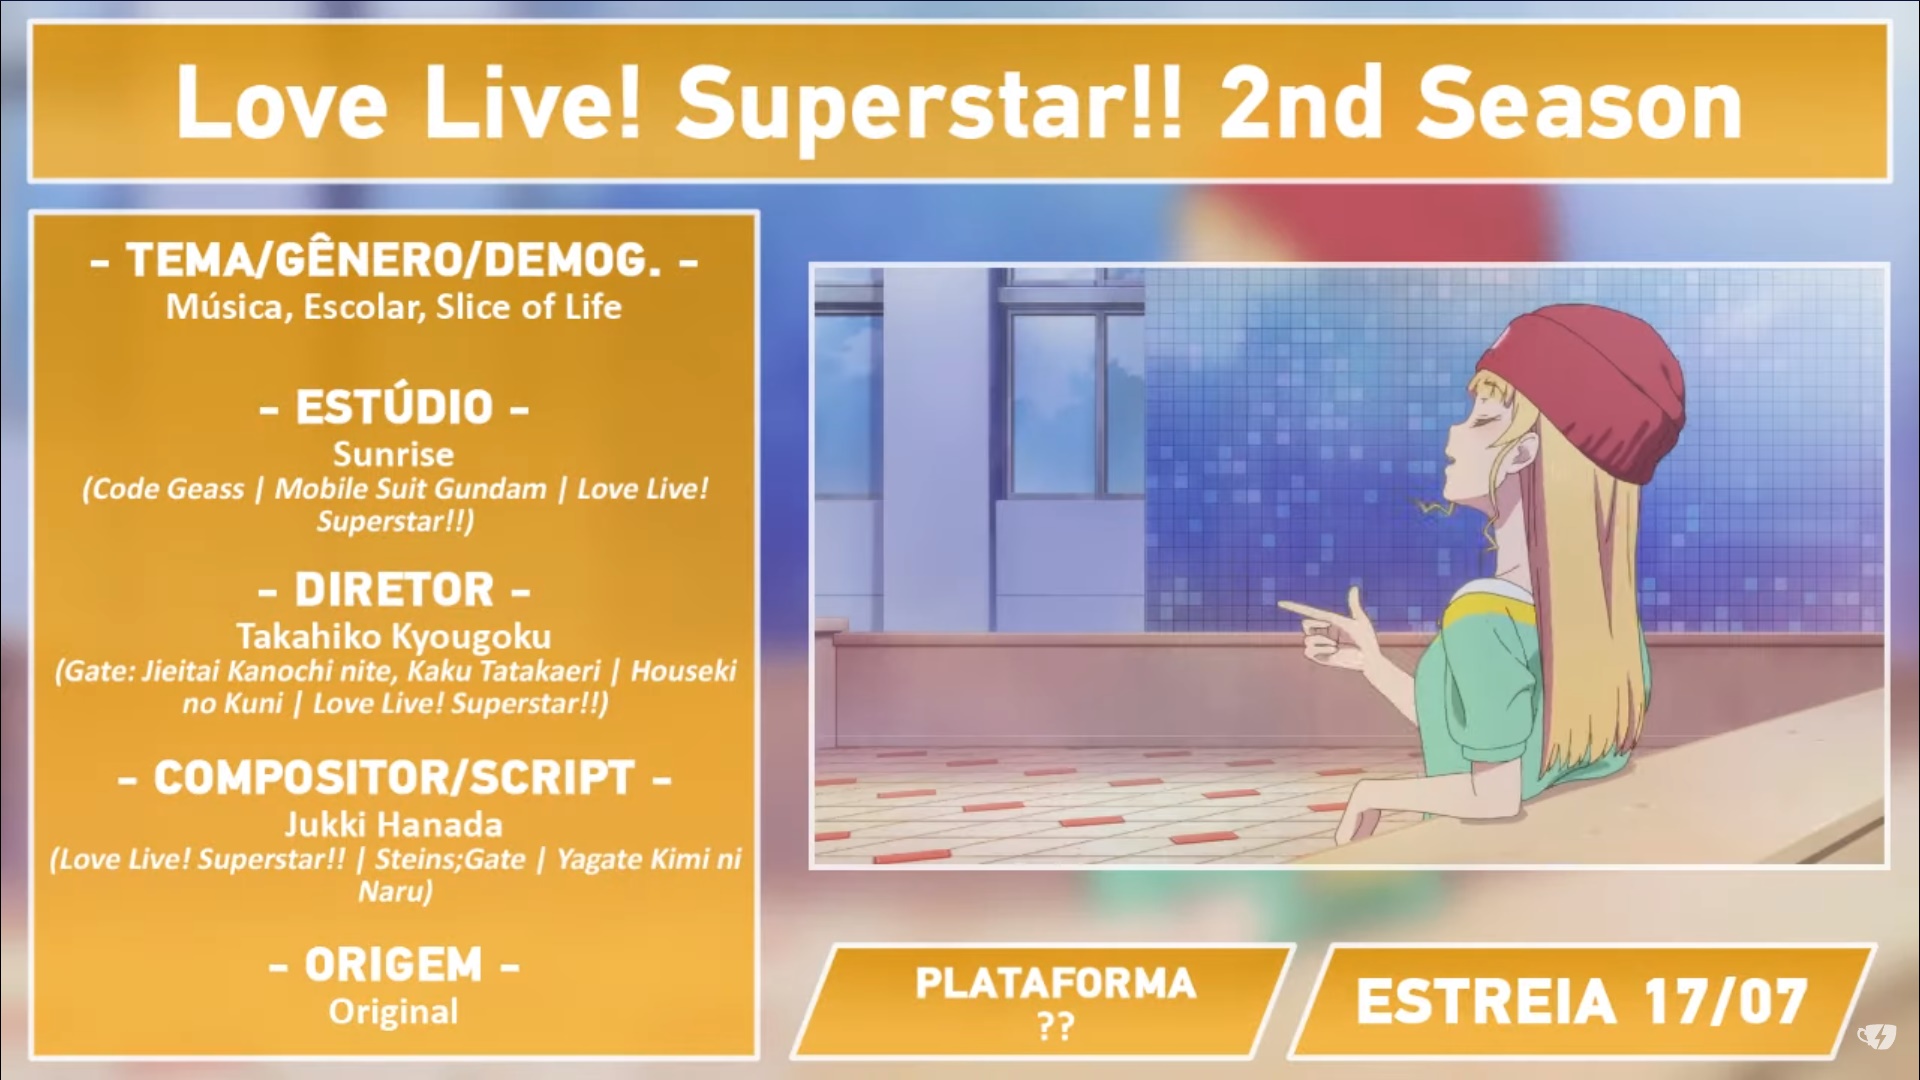 Love Live! Superstar!! 2nd Season
- TEMA/GÊNERO/DEMOG. -
Música, Escolar, Slice of Life
- ESTÚDIO -
Sunrise
(Code Geass | Mobile Suit Gundam | Love Live!
Superstar!!)
- DIRETOR -
Takahiko Kyougoku
(Gate: Jieitai Kanochi nite, Kaku Tatakaeri | Houseki
no Kuni | Love Live! Superstar!!)
- COMPOSITOR/SCRIPT -
Jukki Hanada
(Love Live! Superstar!! | Steins;Gate | Yagate Kimi ni
Naru)
- ORIGEM -
Original
PLATAFORMA
??
ESTREIA 17/07